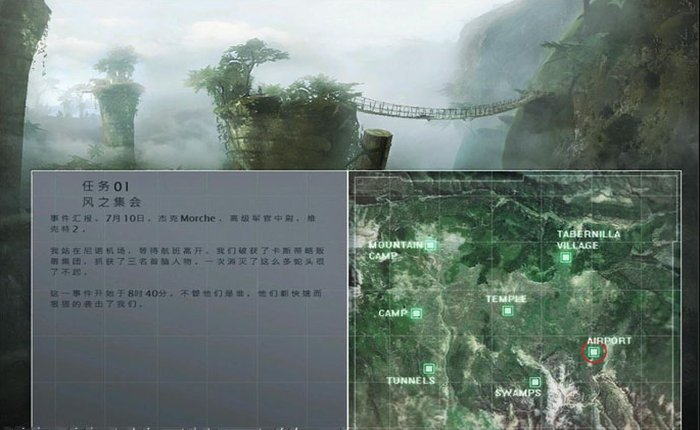 任务01
风之集会
事件汇报，7月10日，杰克Morche，高级军官中尉，维
克特2，
我站在尼诺机场，等待航班离开。我们破获了卡斯蒂略贩
毒集团，抓获了三名首脑人物，一次消灭了这么多蛇头很
了不起。
这一事件开始于8时40分，不管他们是谁，他们都快速而
狠狠的袭击了我们。
MOUNTAIN
CAMP
TABERNILLA
VILLAGE
TEMPLE
CAMP
AIRPORT
TUNNELS
SWAMPS